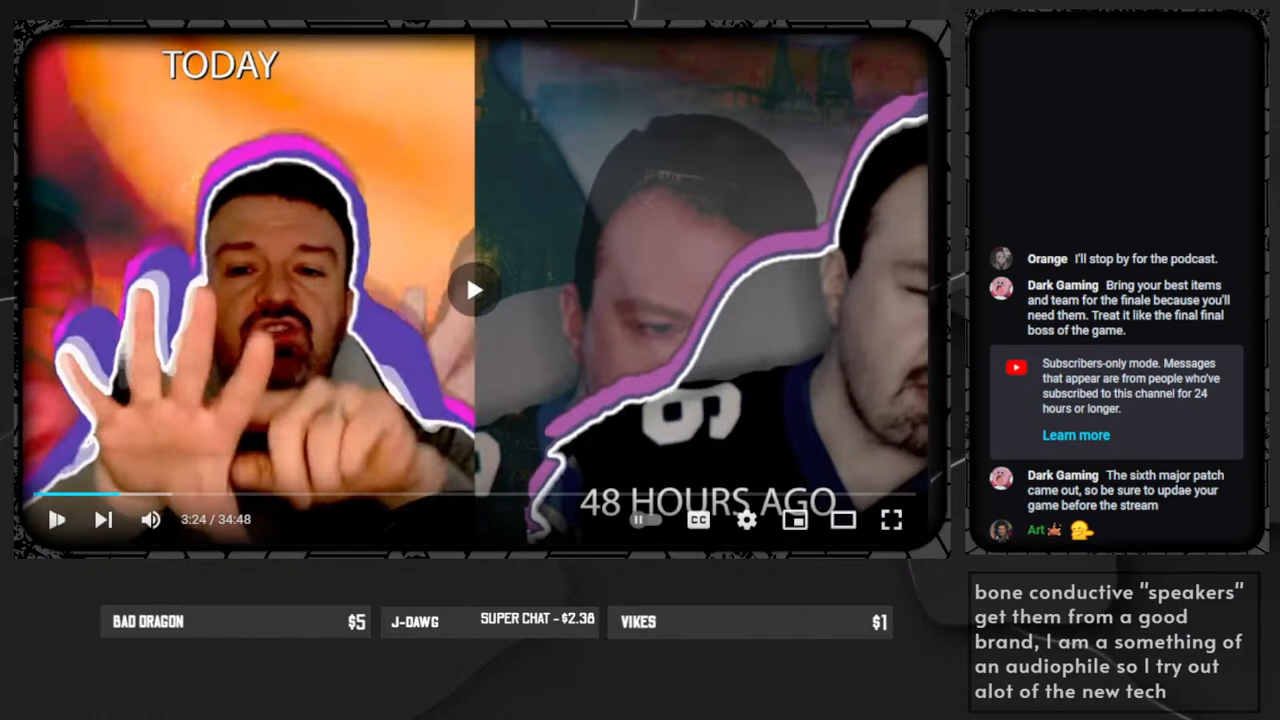 TODAY
48 HOURS AGO
3:24 / 34:48
CC
Orange I'll stop by for the podcast.
Dark Gaming Bring your best items
and team for the finale because you'll
need them. Treat it like the final final
boss of the game.
Subscribers-only mode. Messages
that appear are from people who've
subscribed to this channel for 24
hours or longer.
Learn more
Dark Gaming The sixth major patch
came out, so be sure to updae your
game before the stream
Art
BAD DRAGON $5
J-DAWG SUPER CHAT - $2.38
VIKES $1
bone conductive "speakers"
get them from a good
brand, I am a something of
an audiophile so I try out
alot of the new tech